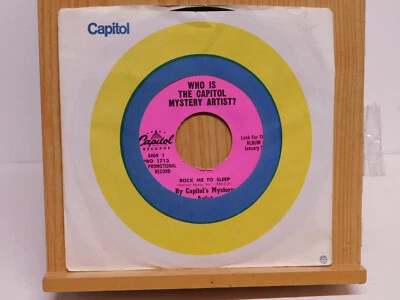 Capitol
WHO IS
THE CAPITOL
MYSTERY ARTIST?
Capitol
RECORDS
SIDE 1
PRO 1713
PROMOTIONAL
RECORD
Look For
ALBUM
January
ROCK ME TO SLEEP
By Capitol's Mystery